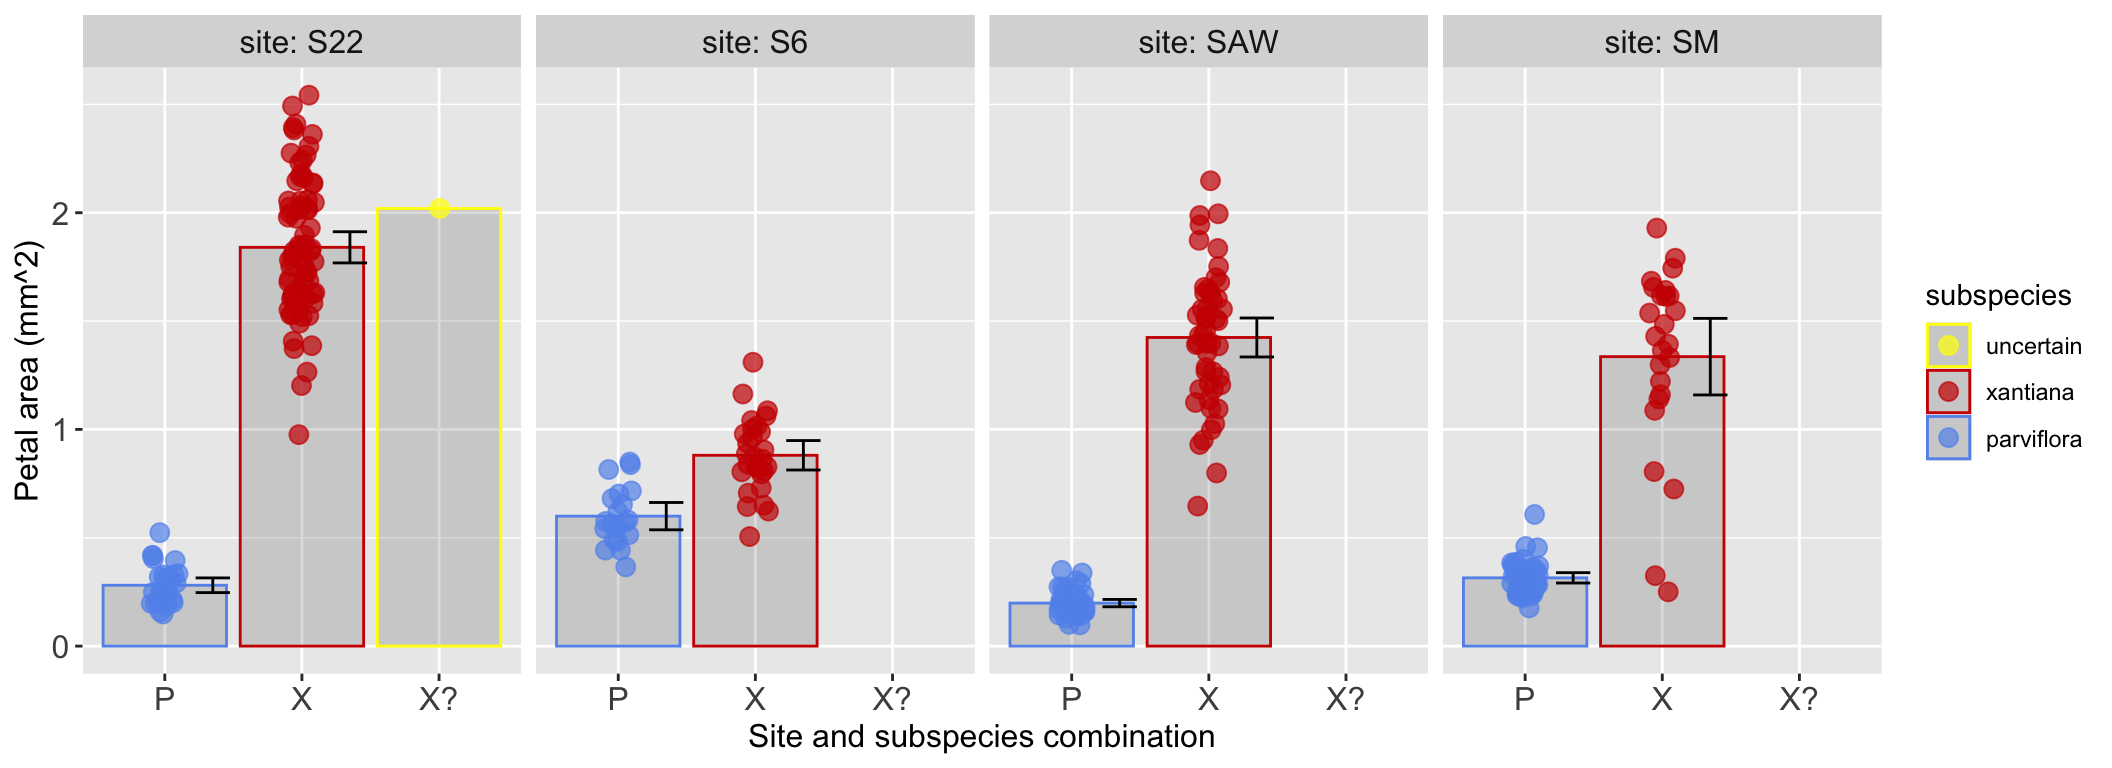 site: S22
site: S6
site: SAW
site: SM
Petal area (mm^2)
2
1
0
P X X?
P X X?
P X X?
P X X?
Site and subspecies combination
subspecies
uncertain
xantiana
parviflora